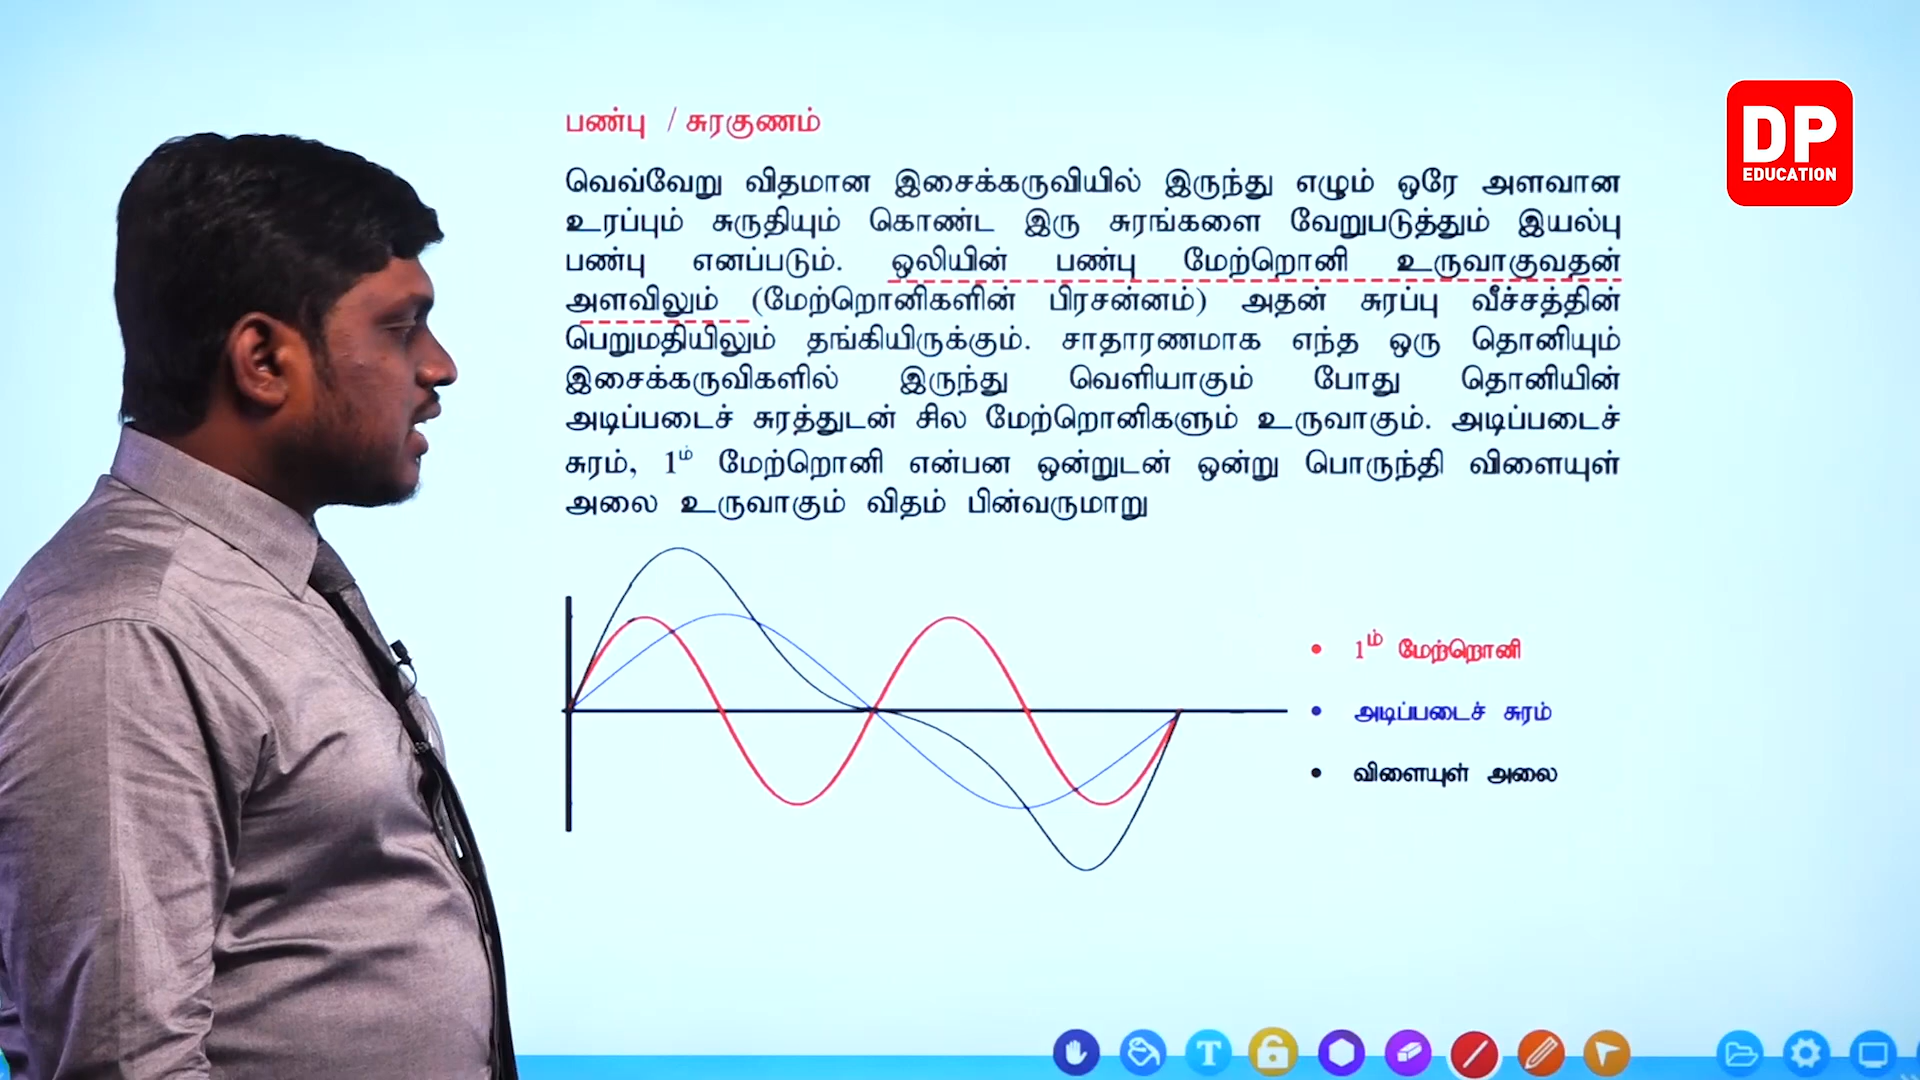 DP
EDUCATION
பண்பு / சுரகுணம்
வெவ்வேறு விதமான இசைக்கருவியில் இருந்து எழும் ஒரே அளவான
உரப்பும் சுருதியும் கொண்ட இரு சுரங்களை வேறுபடுத்தும் இயல்பு
பண்பு எனப்படும். ஒலியின் பண்பு மேற்றொனி உருவாகுவதன்
அளவிலும் (மேற்றொனிகளின் பிரசன்னம்) அதன் சுரப்பு வீச்சத்தின்
பெறுமதியிலும் தங்கியிருக்கும். சாதாரணமாக எந்த ஒரு தொனியும்
இசைக்கருவிகளில் இருந்து வெளியாகும் போது தொனியின்
அடிப்படைச் சுரத்துடன் சில மேற்றொனிகளும் உருவாகும். அடிப்படைச்
சுரம், 1ம் மேற்றொனி என்பன ஒன்றுடன் ஒன்று பொருந்தி விளையுள்
அலை உருவாகும் விதம் பின்வருமாறு
• 1ம் மேற்றொனி
• அடிப்படைச் சுரம்
• விளையுள் அலை
T